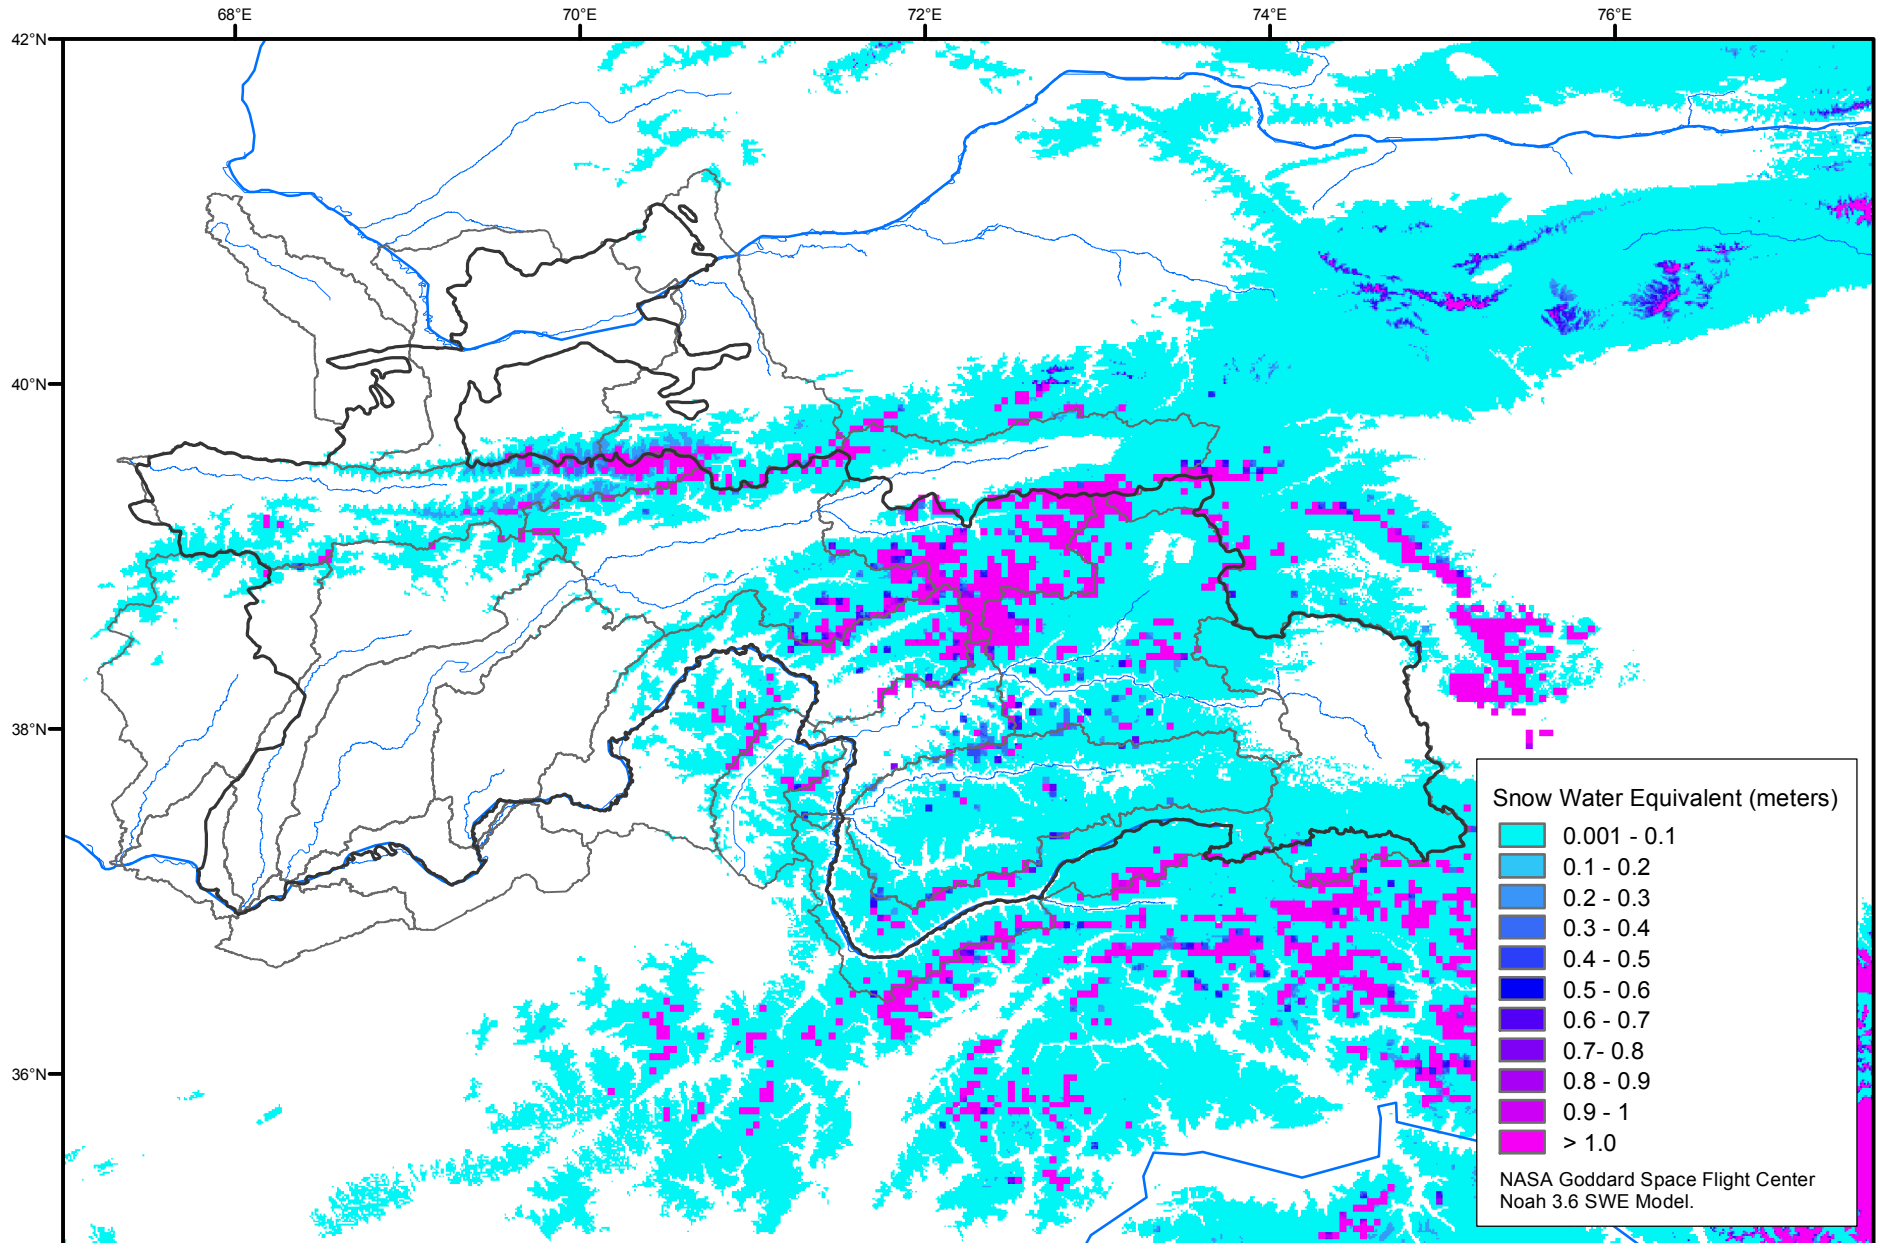 68°E
70°E
72°E
74°E
76°E
42°N
40°N
38°N
36°N
Snow Water Equivalent (meters)
0.001 - 0.1
0.1 - 0.2
0.2 - 0.3
0.3 - 0.4
0.4 - 0.5
0.5 - 0.6
0.6 - 0.7
0.7- 0.8
0.8 - 0.9
0.9 - 1
> 1.0
NASA Goddard Space Flight Center
Noah 3.6 SWE Model.